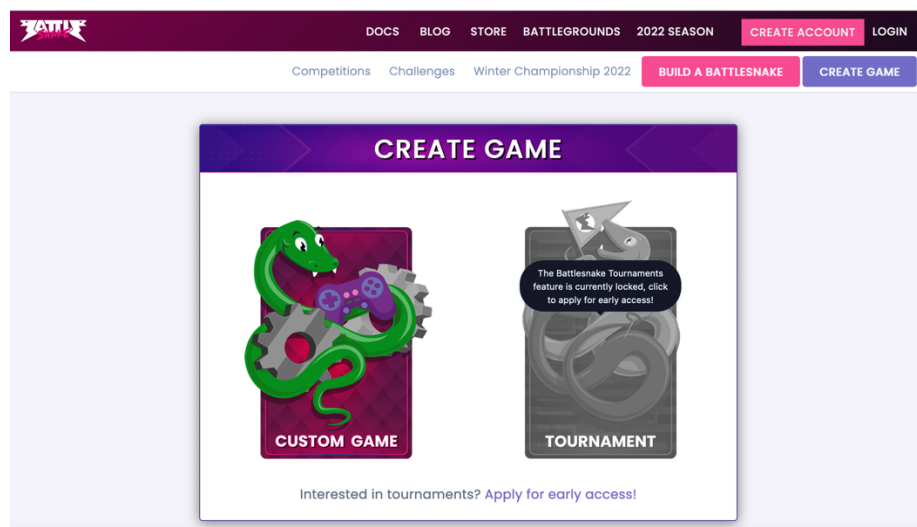 BATTLE
SNAKE
DOCS BLOG STORE BATTLEGROUNDS 2022 SEASON CREATE ACCOUNT LOGIN
Competitions Challenges Winter Championship 2022 BUILD A BATTLESNAKE CREATE GAME
CREATE GAME
The Battlesnake Tournaments
feature is currently locked, click
to apply for early access!
CUSTOM GAME TOURNAMENT
Interested in tournaments? Apply for early access!